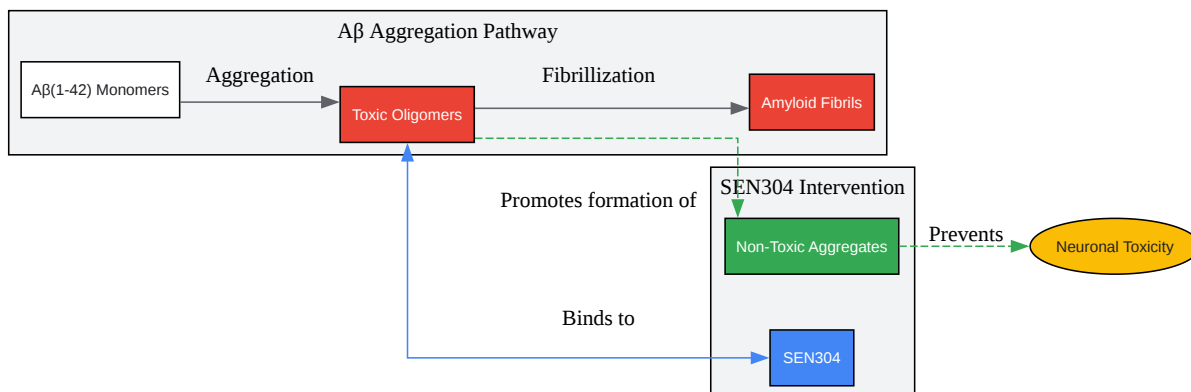 Aβ Aggregation Pathway
Aβ(1-42) Monomers
Aggregation
Toxic Oligomers
Fibrillization
Amyloid Fibrils
SEN304 Intervention
Promotes formation of
Non-Toxic Aggregates
Prevents
Neuronal Toxicity
Binds to
SEN304